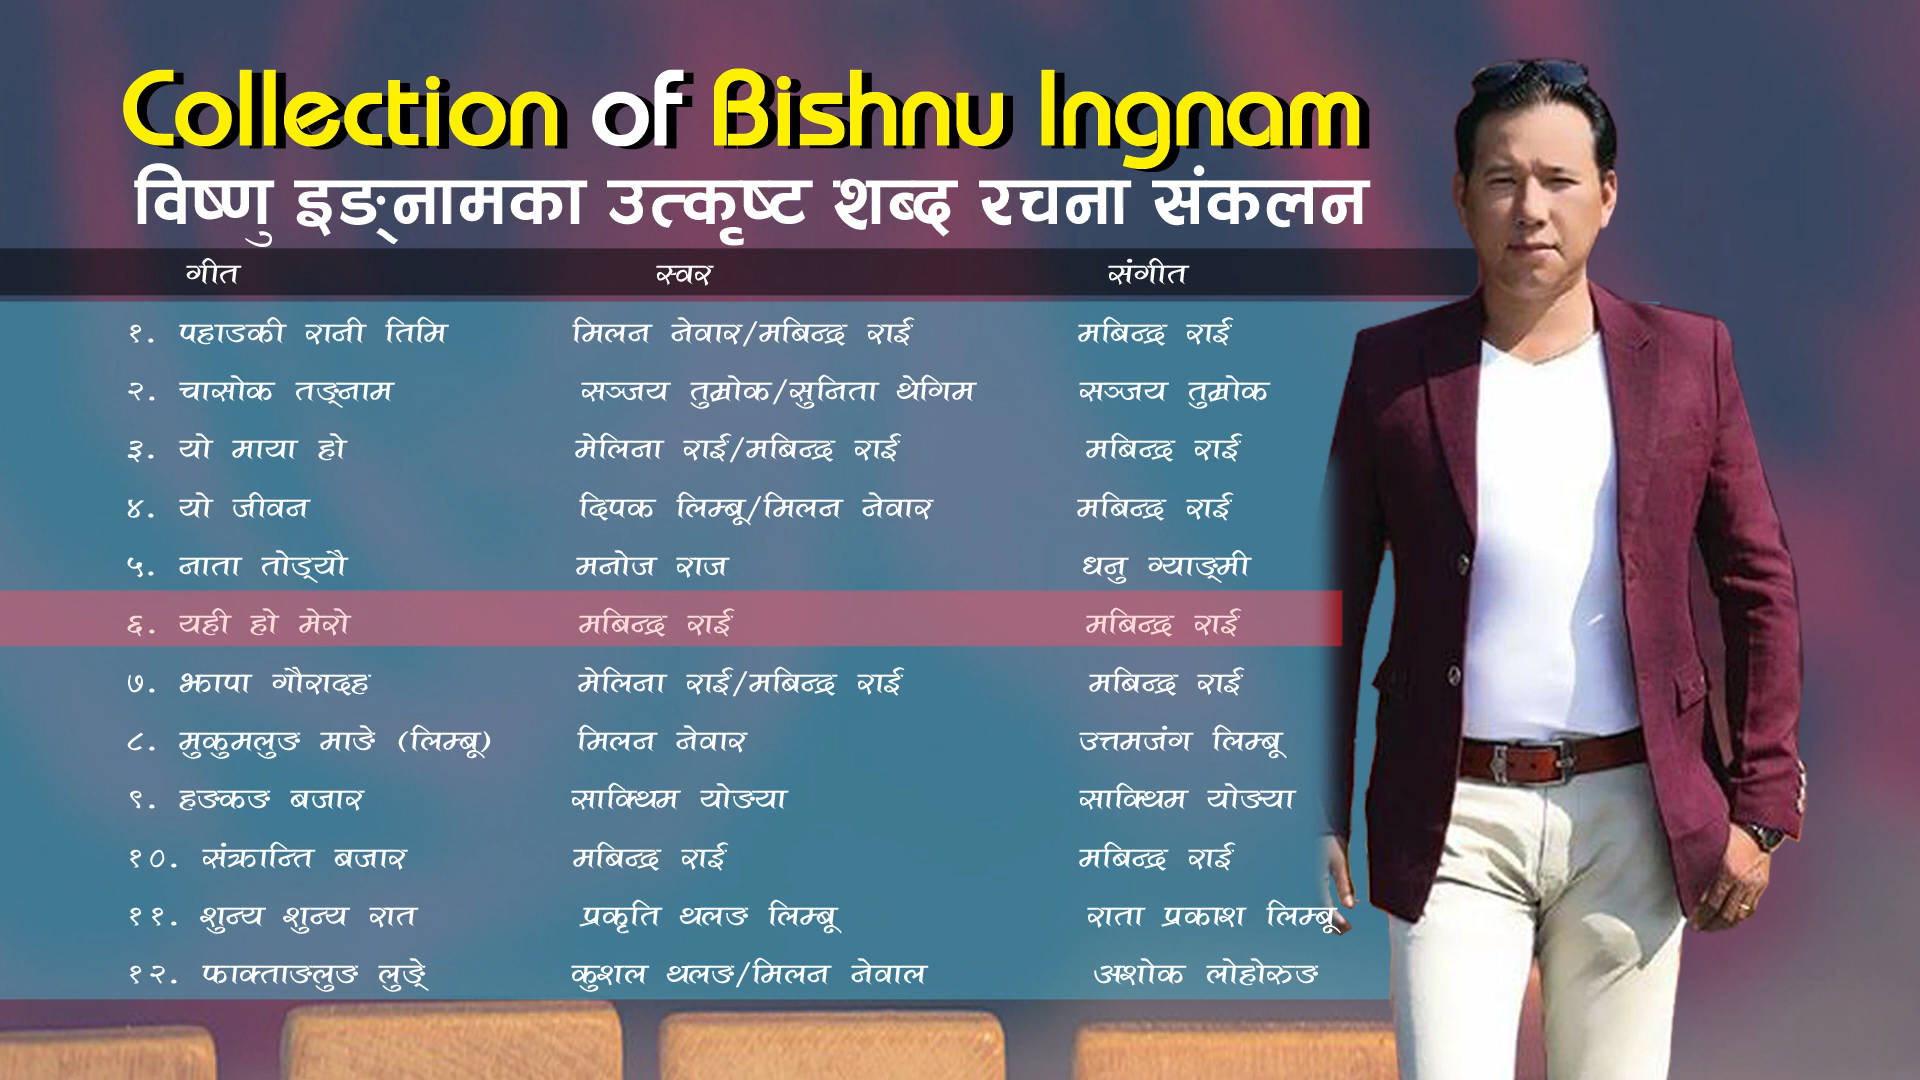 Collection of Bishnu Ingnam
विष्णु इङ्नामका उत्कृष्ट शब्द रचना संकलन
गीत स्वर संगीत
१. पहाडकी रानी तिमि मिलन नेवार/मबिन्द्र राई मबिन्द्र राई
२. चासोक तङ्नाम सञ्जय तुम्रोक/सुनिता थेगिम सञ्जय तुम्रोक
३. यो माया हो मेलिना राई/मबिन्द्र राई मबिन्द्र राई
४. यो जीवन दिपक लिम्बू/मिलन नेवार मबिन्द्र राई
५. नाता तोड्यौ मनोज राज धनु ग्याङ्मी
६. यही हो मेरो मबिन्द्र राई मबिन्द्र राई
७. झापा गौरादह मेलिना राई/मबिन्द्र राई मबिन्द्र राई
८. मुकुमलुङ माङे (लिम्बू) मिलन नेवार उत्तमजंग लिम्बू
९. हङकङ बजार साक्थिम योङया साक्थिम योङया
१०. संक्रान्ति बजार मबिन्द्र राई मबिन्द्र राई
११. शुन्य शुन्य रात प्रकृति थलङ लिम्बू राता प्रकाश लिम्बू
१२. फाक्ताङलुङ लुङ्रे कुशल थलङ/मिलन नेवाल अशोक लोहोरुङ